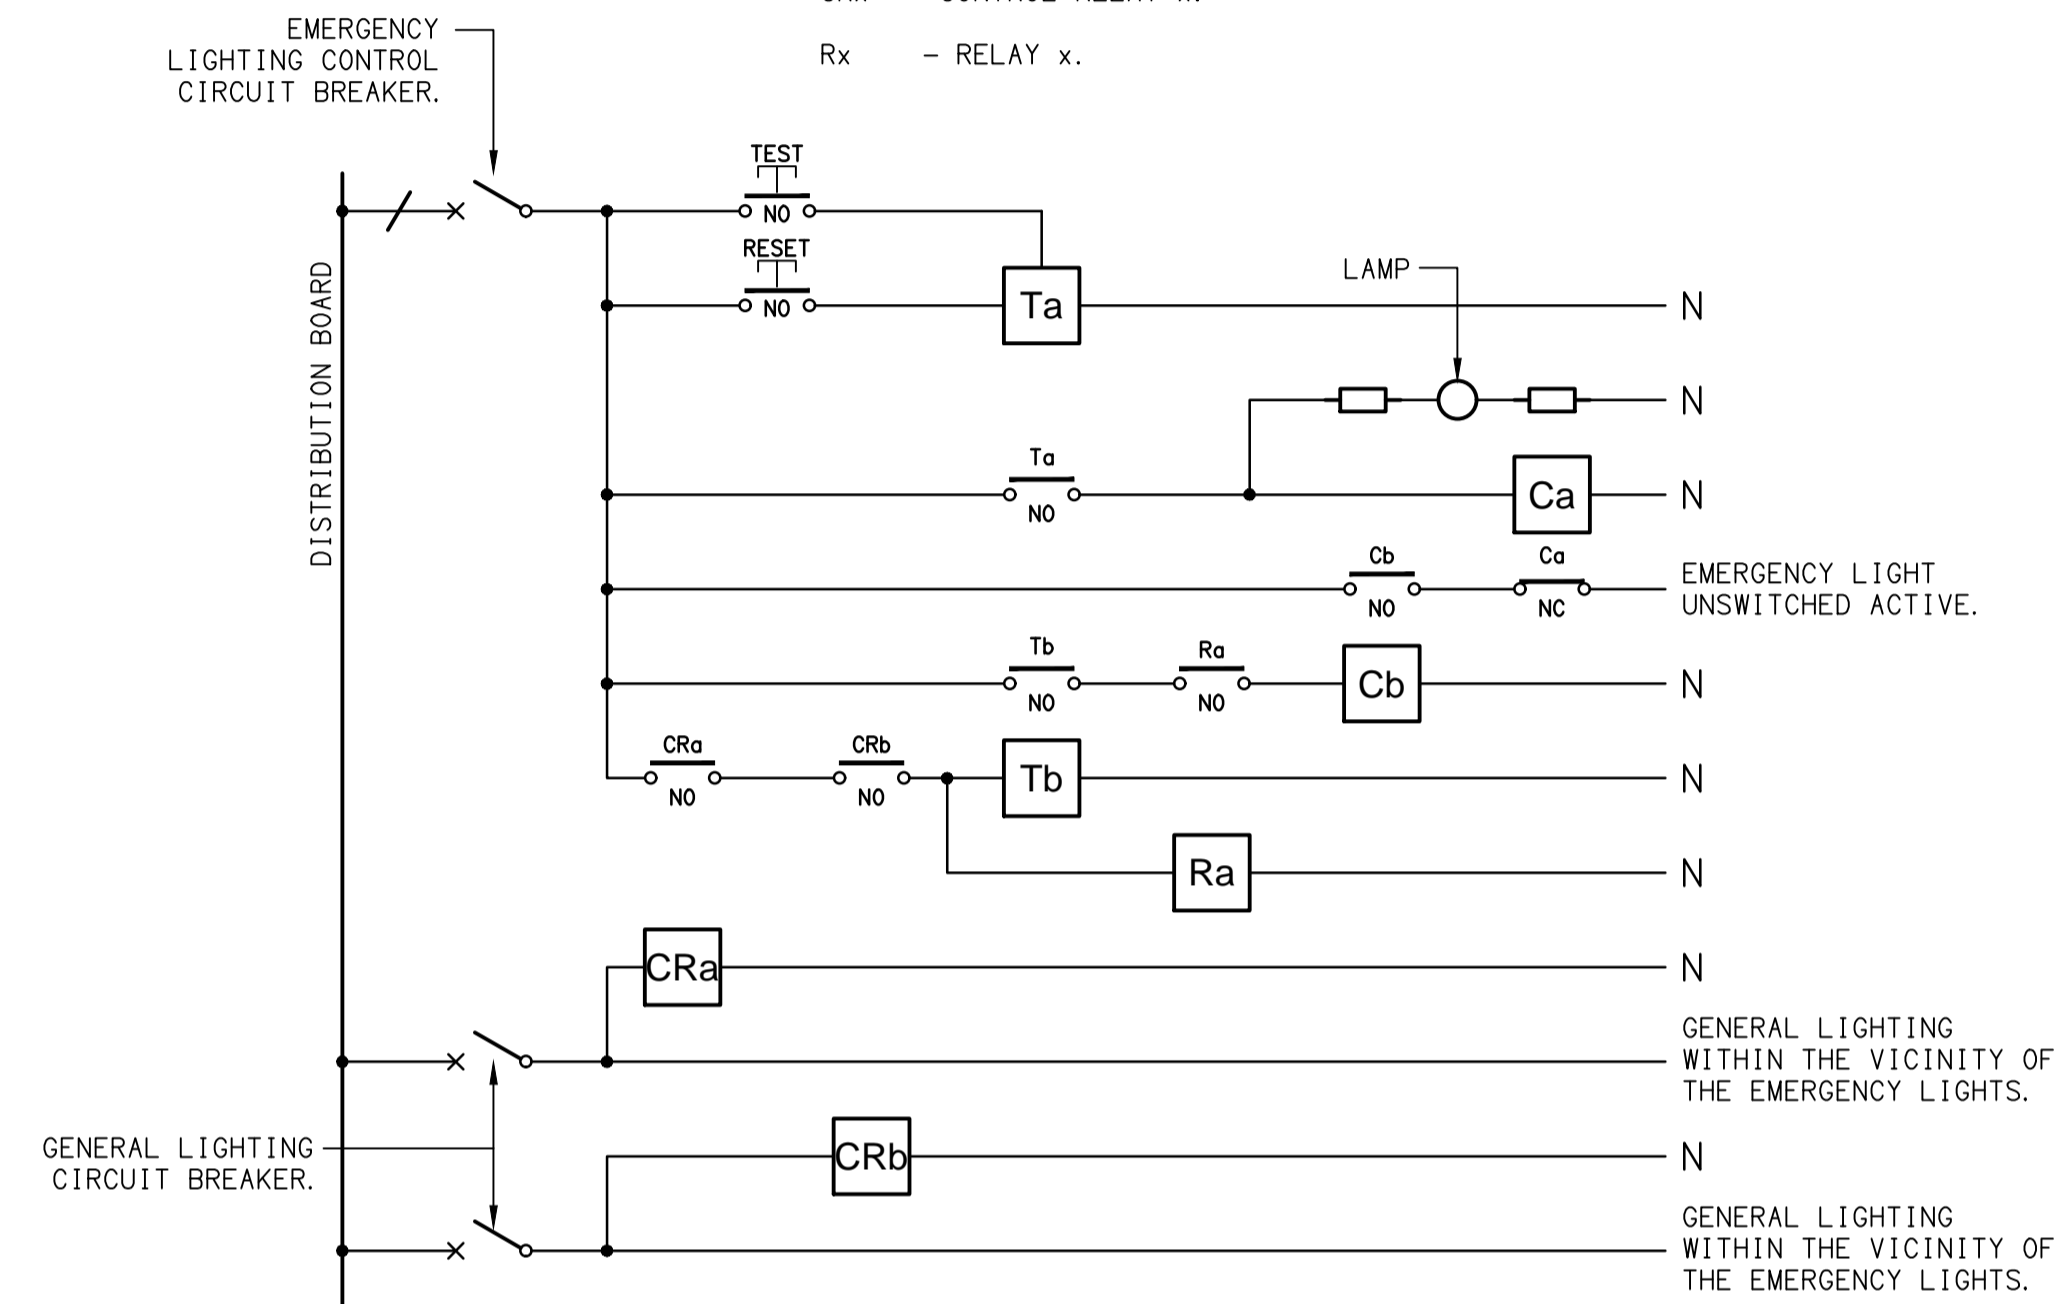 Rx – RELAY x.
EMERGENCY
LIGHTING CONTROL
CIRCUIT BREAKER.
TEST
NO
RESET
NO
DISTRIBUTION BOARD
Ta
N
LAMP
N
Ta
NO
Ca
N
Cb
NO
Ca
NC
EMERGENCY LIGHT
UNSWITCHED ACTIVE.
Tb
NO
Ra
NO
Cb
N
CRa
NO
CRb
NO
Tb
N
Ra
N
CRa
N
GENERAL LIGHTING
WITHIN THE VICINITY OF
THE EMERGENCY LIGHTS.
GENERAL LIGHTING
CIRCUIT BREAKER.
CRb
N
GENERAL LIGHTING
WITHIN THE VICINITY OF
THE EMERGENCY LIGHTS.